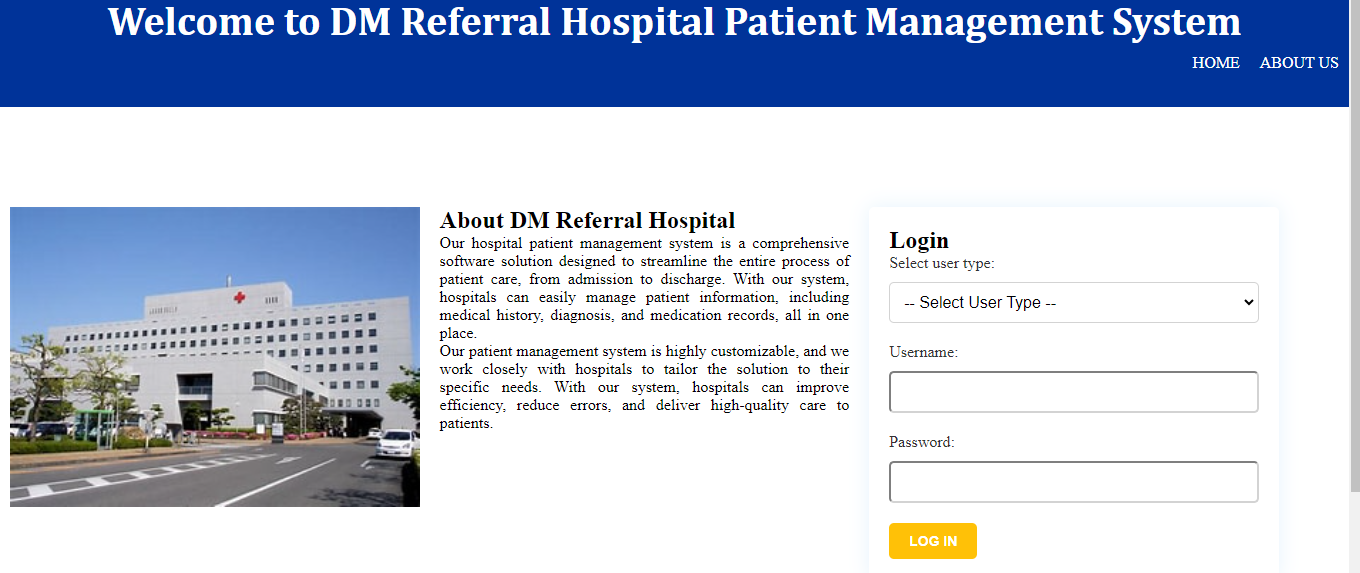 Welcome to DM Referral Hospital Patient Management System
HOME ABOUT US
About DM Referral Hospital
Our hospital patient management system is a comprehensive
software solution designed to streamline the entire process of
patient care, from admission to discharge. With our system,
hospitals can easily manage patient information, including
medical history, diagnosis, and medication records, all in one
place.
Our patient management system is highly customizable, and we
work closely with hospitals to tailor the solution to their
specific needs. With our system, hospitals can improve
efficiency, reduce errors, and deliver high-quality care to
patients.
Login
Select user type:
-- Select User Type --
Username:
Password:
LOG IN